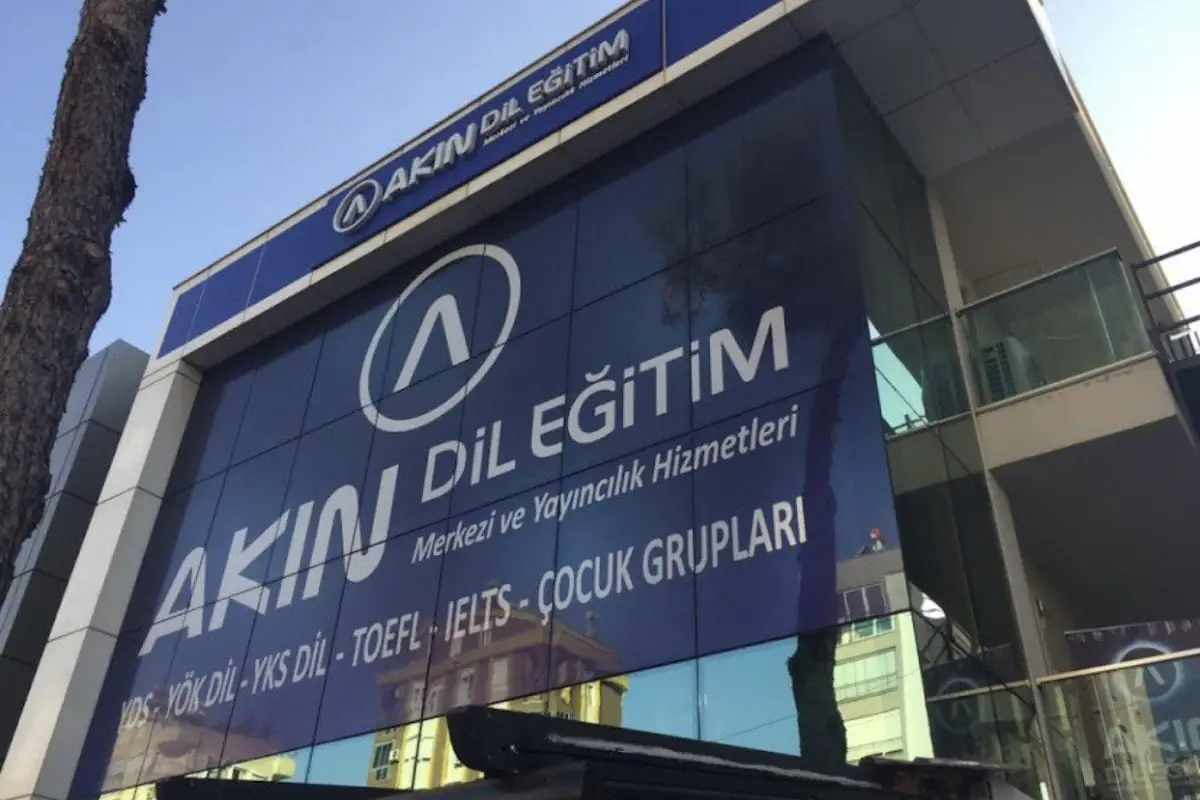 AKIN DİL EĞİTİM
Merkezi ve Yayıncılık Hizmetleri
AKIN DİL EĞİTİM
Merkezi ve Yayıncılık Hizmetleri
YDS - YÖK DİL - YKS DİL - TOEFL - IELTS - ÇOCUK GRUPLARI
AKIN
DİL EĞİ